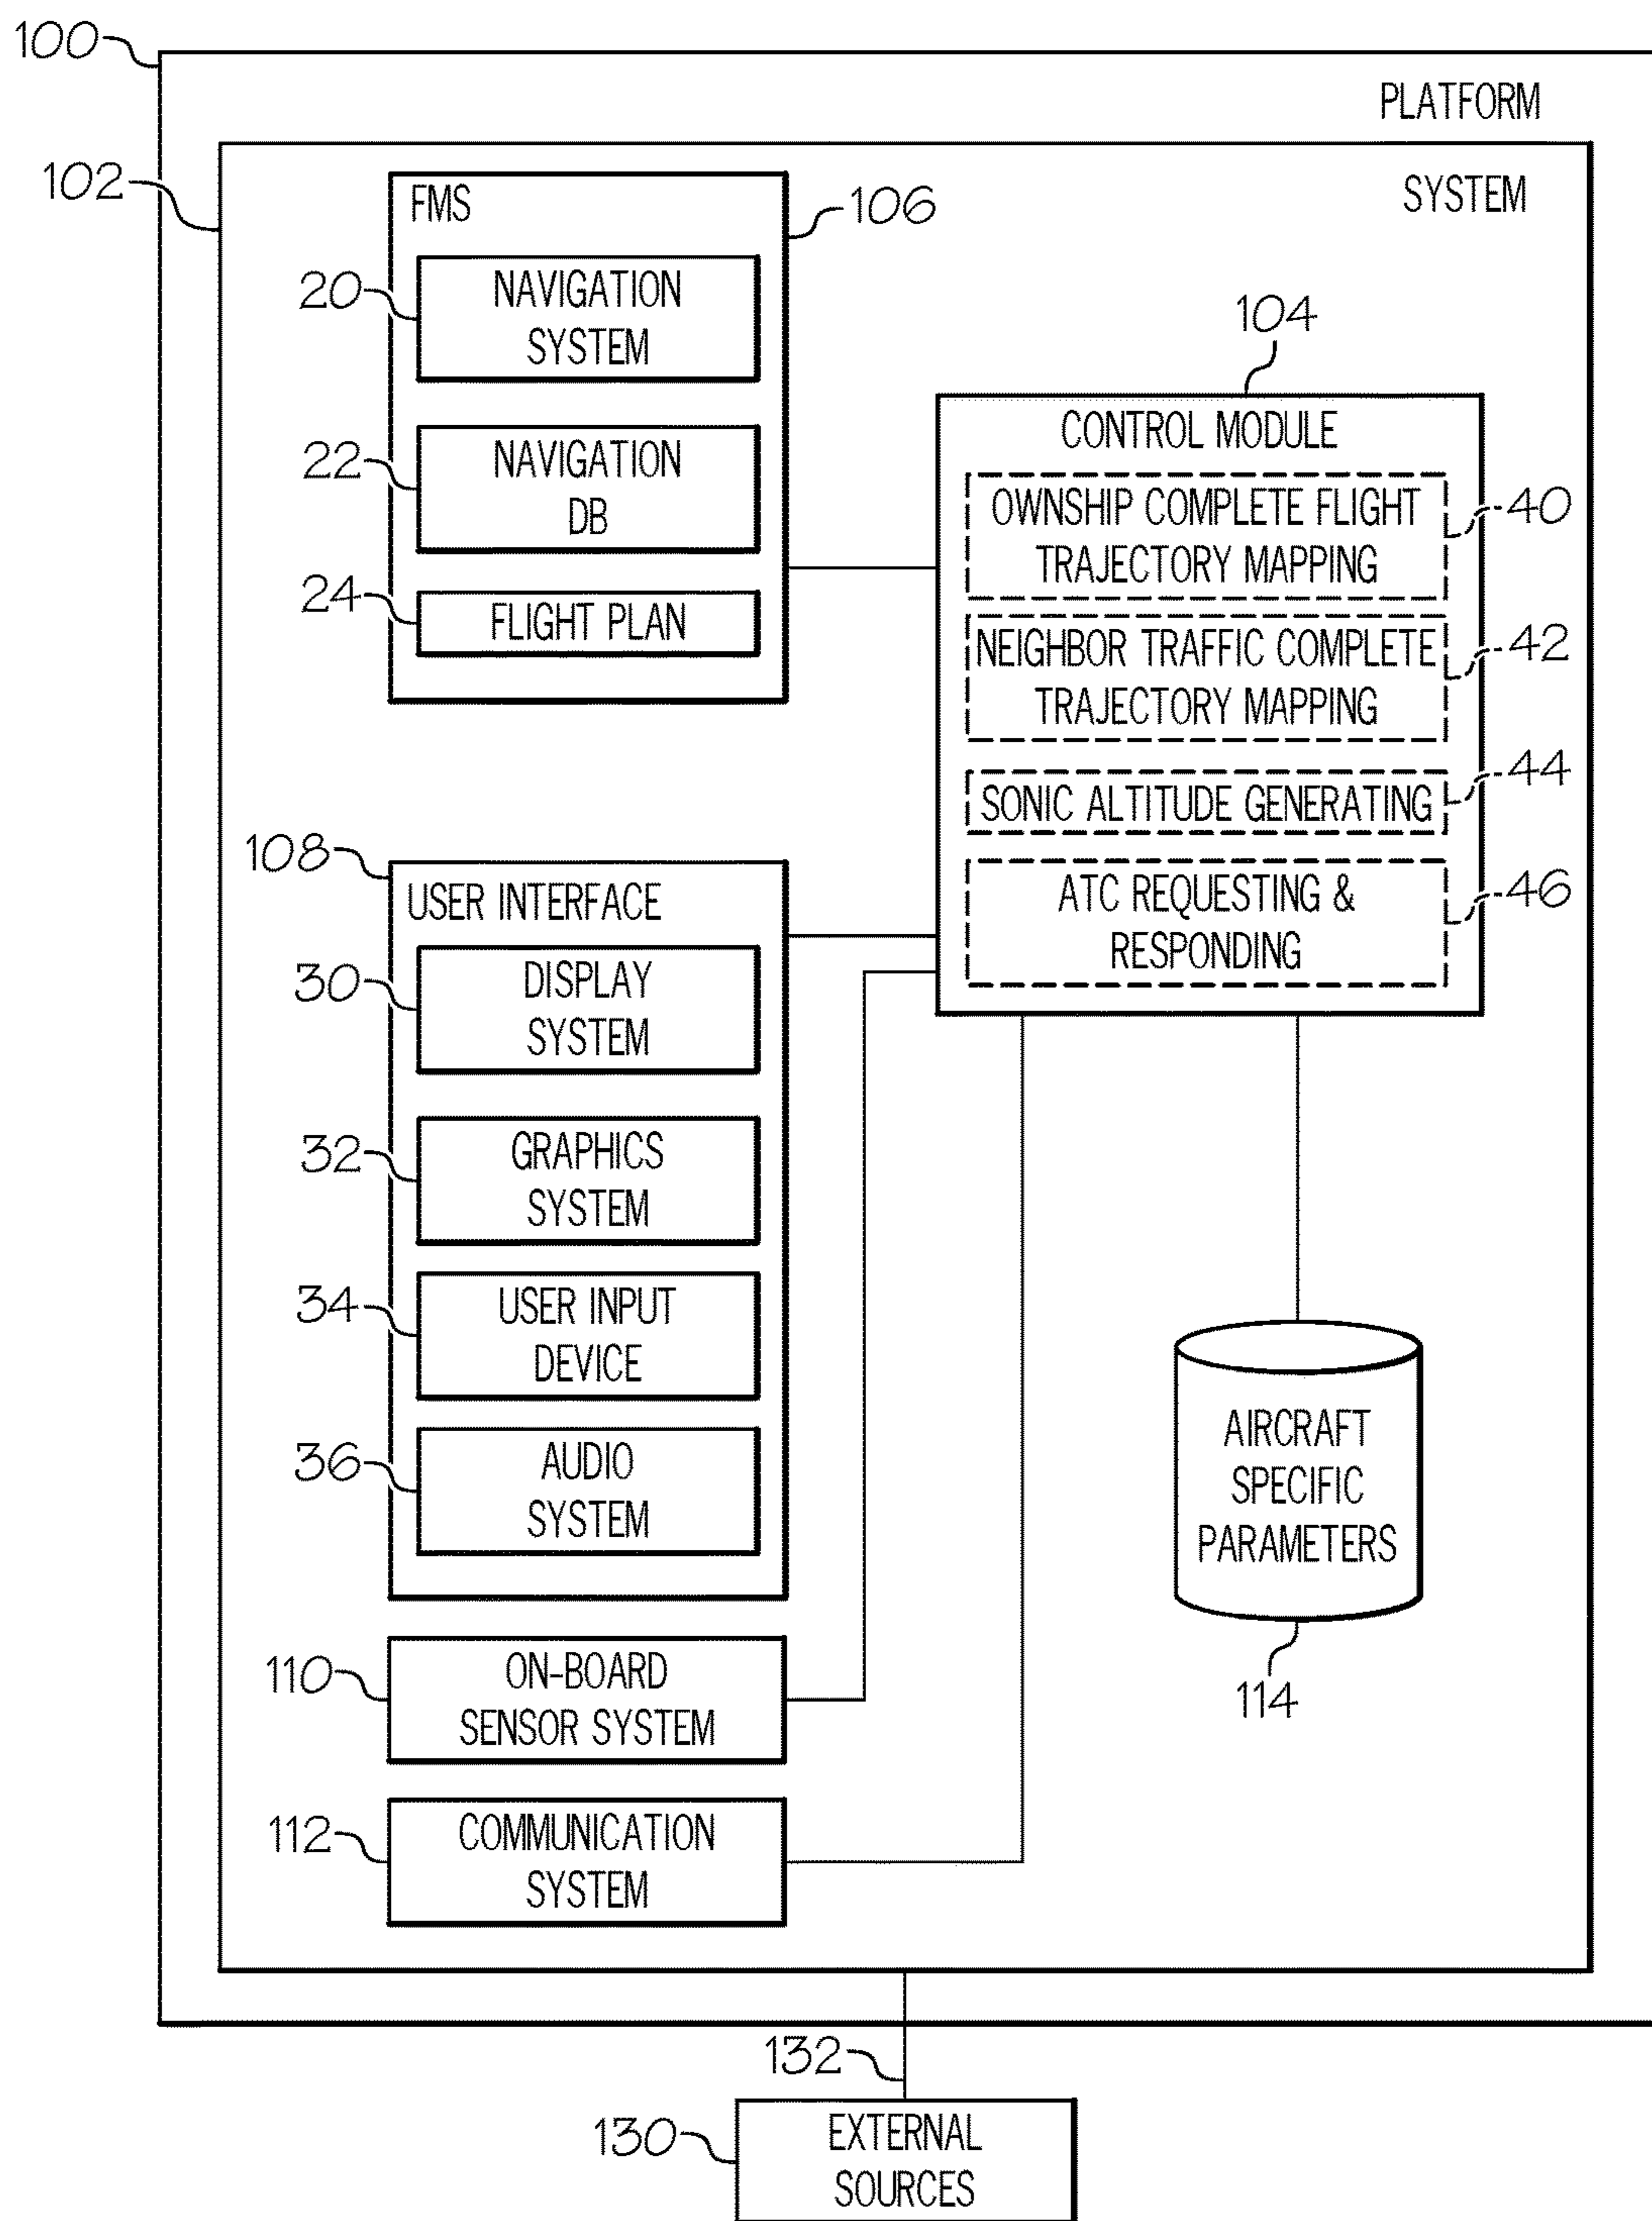 100
PLATFORM
102
SYSTEM
FMS
106
20
NAVIGATION
SYSTEM
22
NAVIGATION
DB
24
FLIGHT PLAN
104
CONTROL MODULE
OWNSHIP COMPLETE FLIGHT
TRAJECTORY MAPPING
40
NEIGHBOR TRAFFIC COMPLETE
TRAJECTORY MAPPING
42
SONIC ALTITUDE GENERATING
44
ATC REQUESTING &
RESPONDING
46
108
USER INTERFACE
30
DISPLAY
SYSTEM
32
GRAPHICS
SYSTEM
34
USER INPUT
DEVICE
36
AUDIO
SYSTEM
110
ON-BOARD
SENSOR SYSTEM
112
COMMUNICATION
SYSTEM
AIRCRAFT
SPECIFIC
PARAMETERS
114
132
130
EXTERNAL
SOURCES